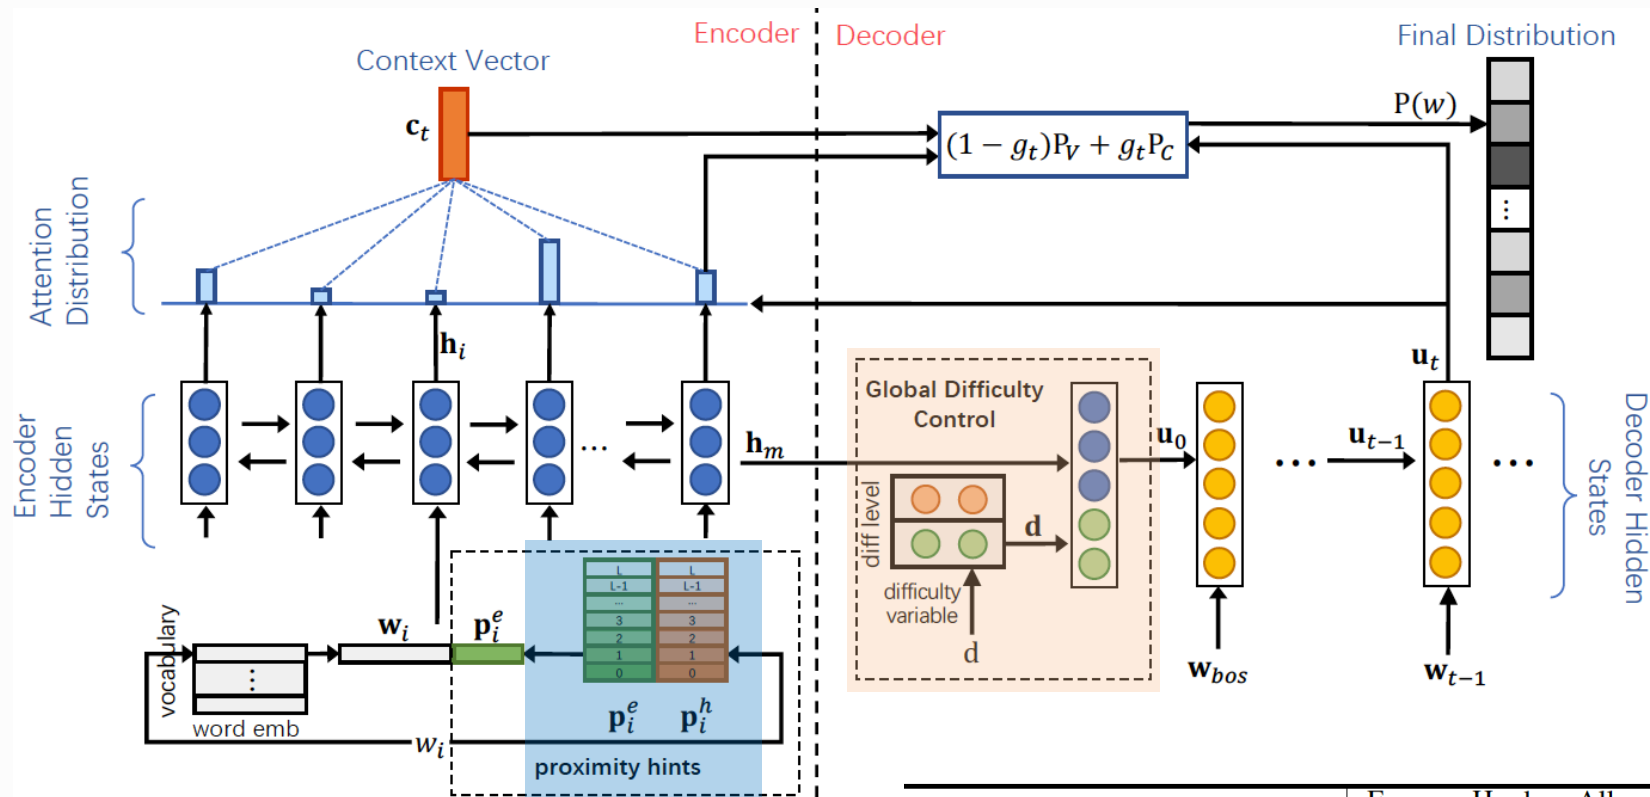 Encoder
Decoder
Context Vector
Final Distribution
c_t
(1 − g_t)P_V + g_tP_C
P(w)
⋮
Attention
Distribution
h_i
u_t
Encoder
Hidden
States
...
h_m
Global Difficulty
Control
diff level
d
difficulty
variable
d
u_0
...
u_{t−1}
...
Decoder Hidden
States
w_{bos}
w_{t−1}
vocabulary
⋮
word emb
w_i
p_i^e
L L
L-1 L-1
... ...
3 3
2 2
1 1
0 0
p_i^e p_i^h
w_i
proximity hints